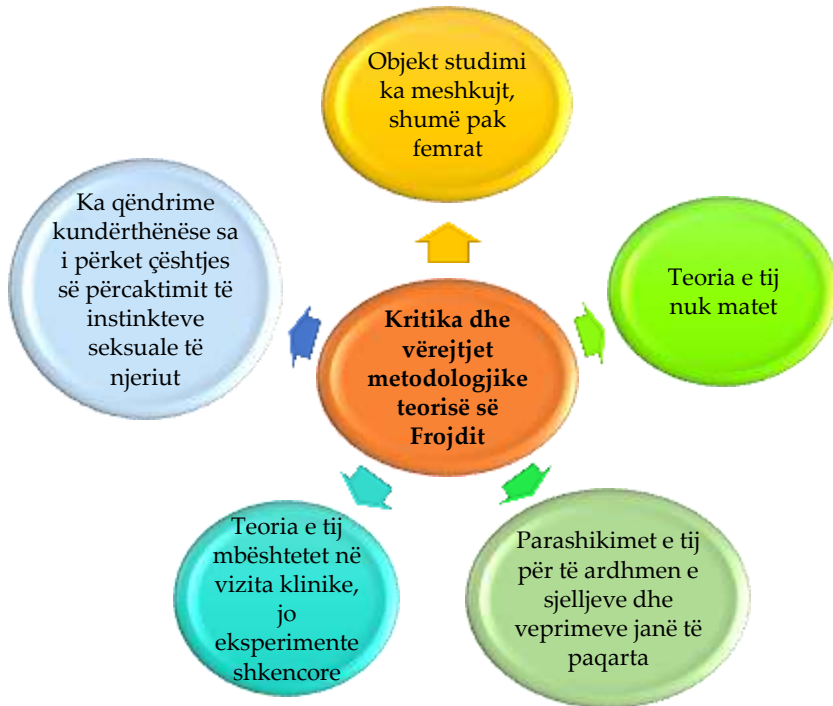 Objekt studimi
ka meshkujt,
shumë pak
femrat
Ka qëndrime
kundërthënëse sa
i përket çështjes
së përcaktimit të
instinkteve
seksuale të
njeriut
Teoria e tij
nuk matet
Kritika dhe
vërejtjet
metodologjike
teorisë së
Frojdit
Teoria e tij
mbështetet në
vizita klinike,
jo
eksperimente
shkencore
Parashikimet e tij
për të ardhmen e
sjelljeve dhe
veprimeve janë të
paqarta